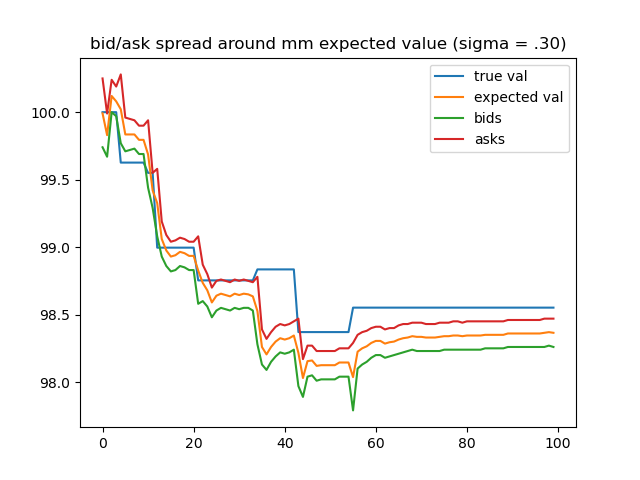 bid/ask spread around mm expected value (sigma = .30)
true val
expected val
bids
asks
100.0
99.5
99.0
98.5
98.0
0 20 40 60 80 100